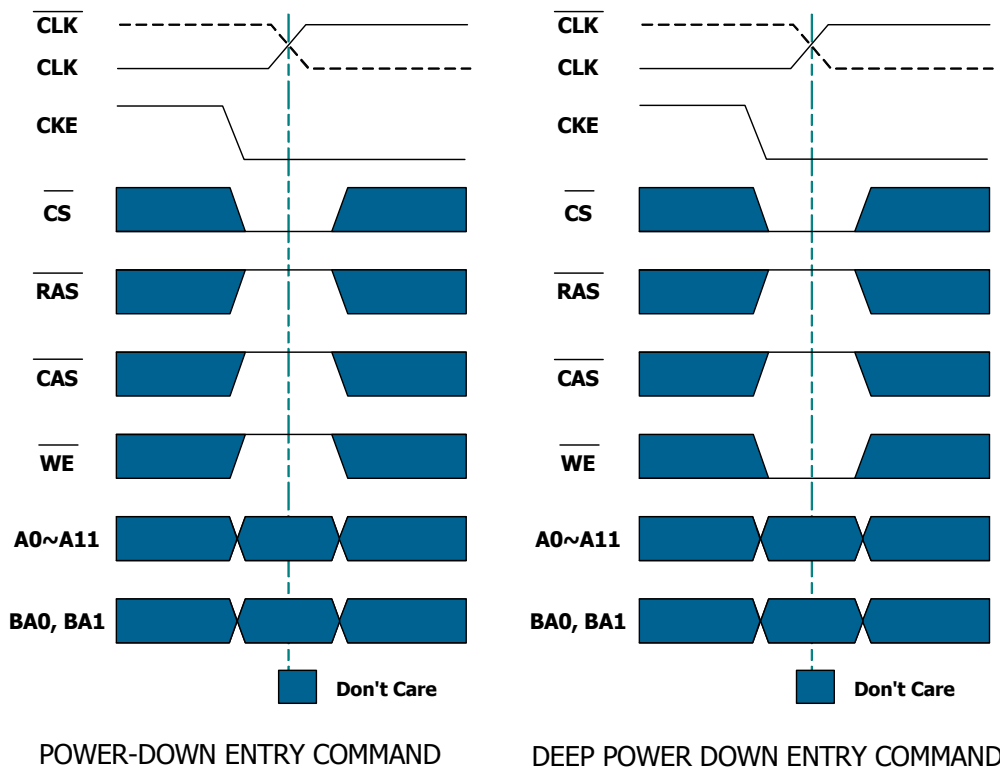 CLK
CLK
CKE
CS
RAS
CAS
WE
A0~A11
BA0, BA1
Don't Care
POWER-DOWN ENTRY COMMAND
CLK
CLK
CKE
CS
RAS
CAS
WE
A0~A11
BA0, BA1
Don't Care
DEEP POWER DOWN ENTRY COMMAND